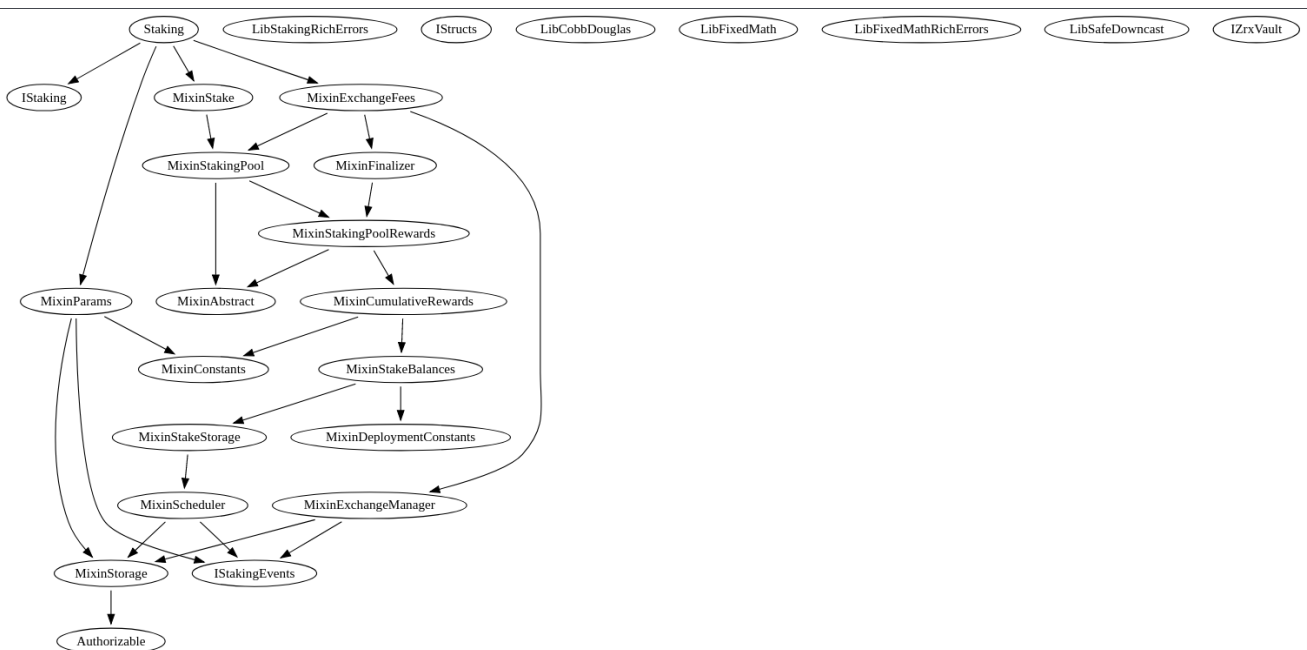 Staking LibStakingRichErrors IStructs LibCobbDouglas LibFixedMath LibFixedMathRichErrors LibSafeDowncast IZrxVault
IStaking MixinStake MixinExchangeFees
MixinStakingPool MixinFinalizer
MixinStakingPoolRewards
MixinParams MixinAbstract MixinCumulativeRewards
MixinConstants MixinStakeBalances
MixinStakeStorage MixinDeploymentConstants
MixinScheduler MixinExchangeManager
MixinStorage IStakingEvents
Authorizable